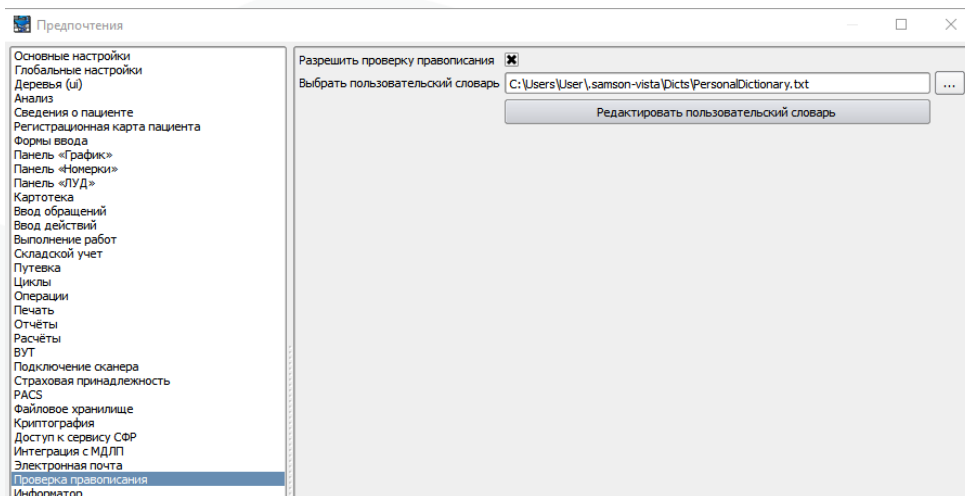 Предпочтения
Основные настройки
Глобальные настройки
Деревья (ui)
Анализ
Сведения о пациенте
Регистрационная карта пациента
Формы ввода
Панель «График»
Панель «Номерки»
Панель «ЛУД»
Картотека
Ввод обращений
Ввод действий
Выполнение работ
Складской учет
Путевка
Циклы
Операции
Печать
Отчёты
Расчёты
ВУТ
Подключение сканера
Страховая принадлежность
PACS
Файловое хранилище
Криптография
Доступ к сервису СФР
Интеграция с МДЛП
Электронная почта
Проверка правописания
Информатор
Разрешить проверку правописания
Выбрать пользовательский словарь C:\Users\User\.samson-vista\Dicts\PersonalDictionary.txt ...
Редактировать пользовательский словарь